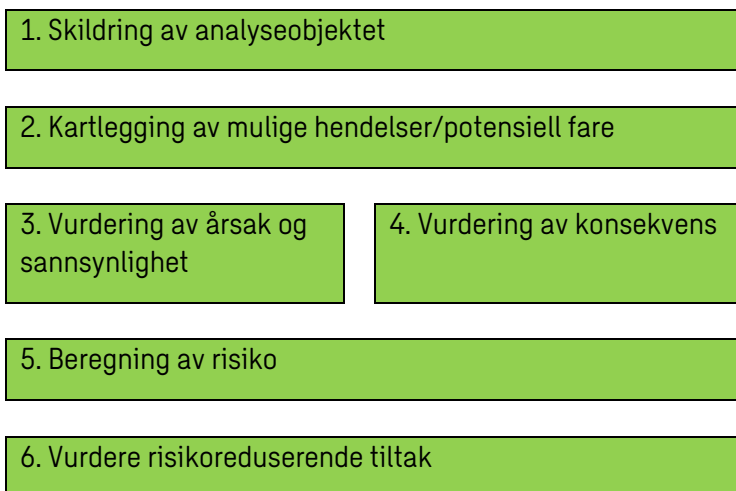 1. Skildring av analyseobjektet
2. Kartlegging av mulige hendelser/potensiell fare
3. Vurdering av årsak og
sannsynlighet
4. Vurdering av konsekvens
5. Beregning av risiko
6. Vurdere risikoreduserende tiltak